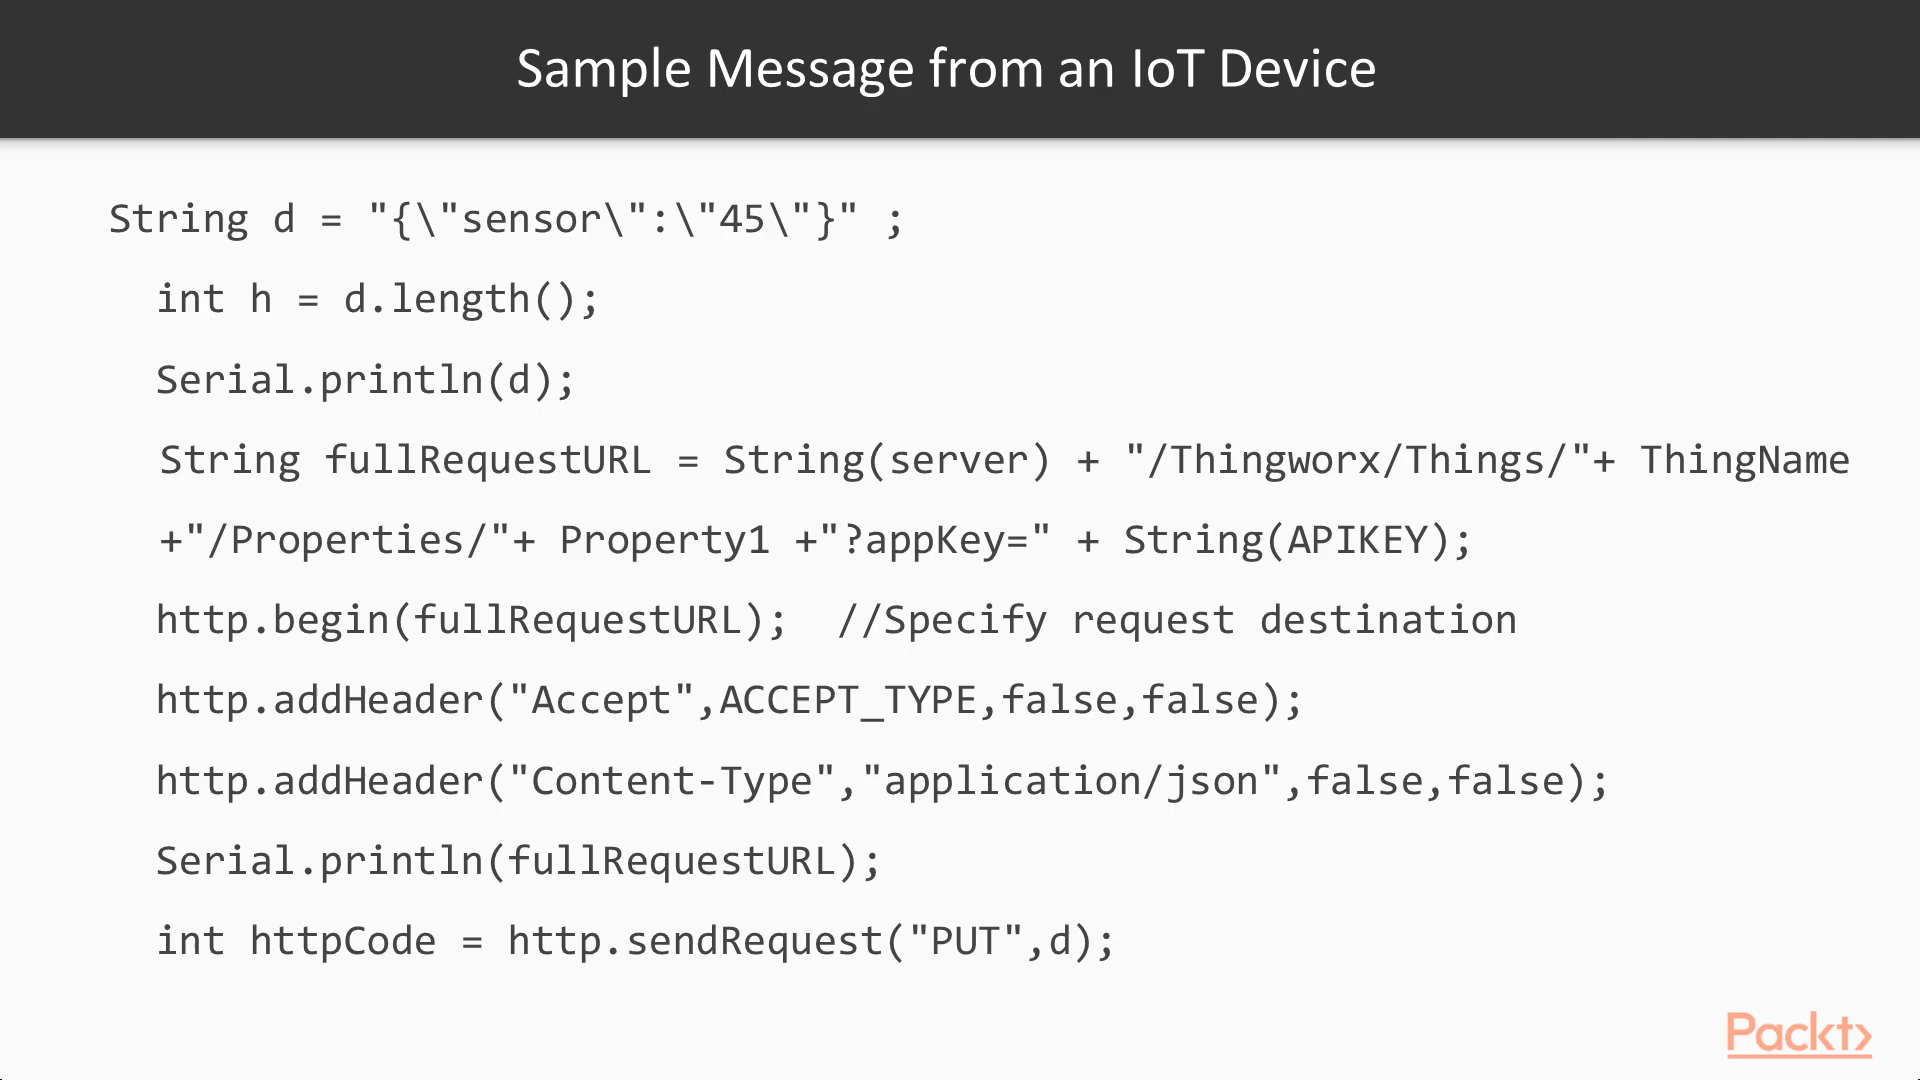 Sample Message from an IoT Device
String d = "{\"sensor\":\"45\"}" ;
int h = d.length();
Serial.println(d);
String fullRequestURL = String(server) + "/Thingworx/Things/"+ ThingName
+"/Properties/"+ Property1 +"?appKey=" + String(APIKEY);
http.begin(fullRequestURL);  //Specify request destination
http.addHeader("Accept",ACCEPT_TYPE,false,false);
http.addHeader("Content-Type","application/json",false,false);
Serial.println(fullRequestURL);
int httpCode = http.sendRequest("PUT",d);
Packt>